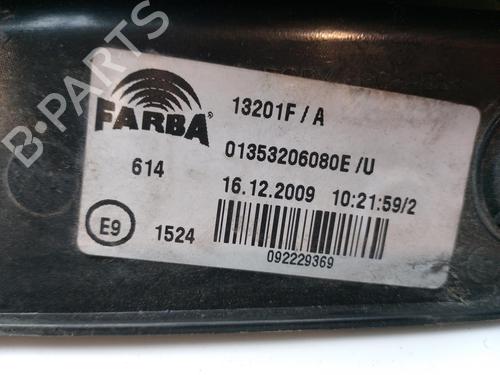 B-PARTS
FARBA®
13201F / A
01353206080E /U
614
16.12.2009 10:21:59/2
E9 1524
092229369